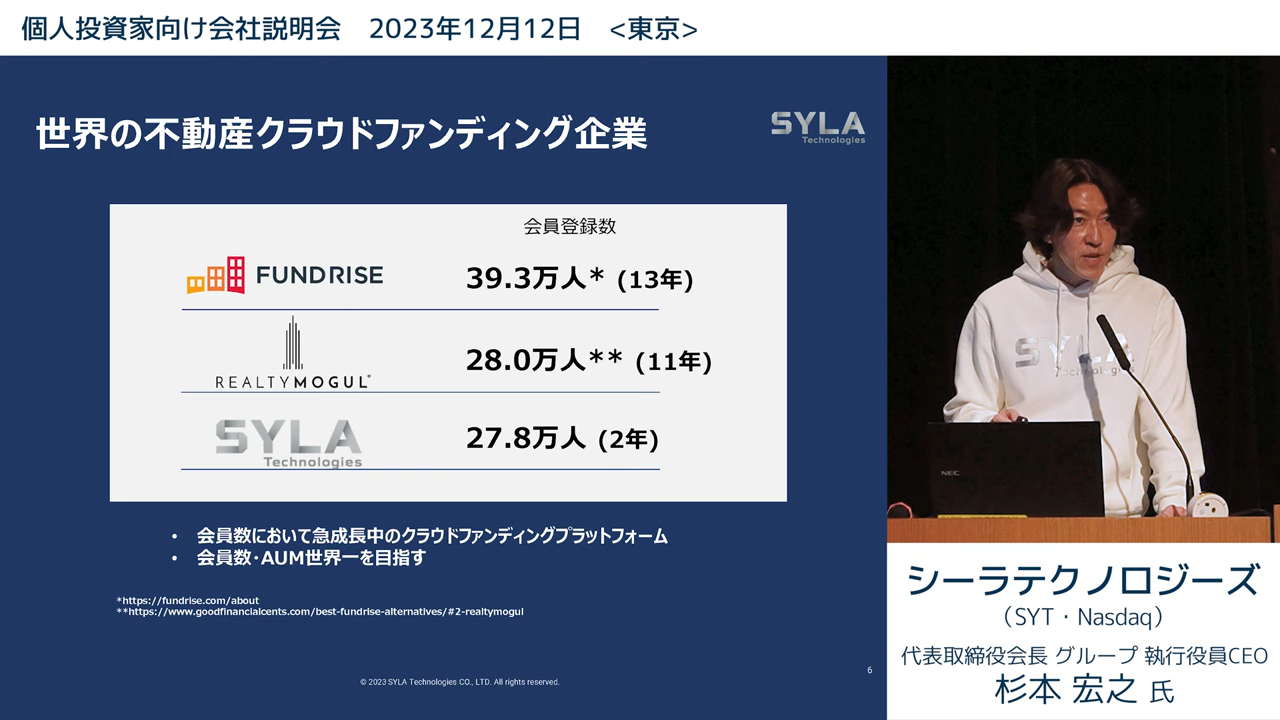 個人投資家向け会社説明会 2023年12月12日 <東京>
世界の不動産クラウドファンディング企業
SYLA
Technologies
会員登録数
FUNDRISE
39.3万人* (13年)
REALTYMOGUL
28.0万人** (11年)
SYLA
Technologies
27.8万人 (2年)
• 会員数において急成長中のクラウドファンディングプラットフォーム
• 会員数・AUM世界一を目指す
*https://fundrise.com/about
**https://www.goodfinancialcents.com/best-fundrise-alternatives/#2-realtymogul
6
© 2023 SYLA Technologies CO., LTD. All rights reserved.
SYLA
Technologies
NEC
シーラテクノロジーズ
（SYT・Nasdaq）
代表取締役会長 グループ 執行役員CEO
杉本 宏之 氏